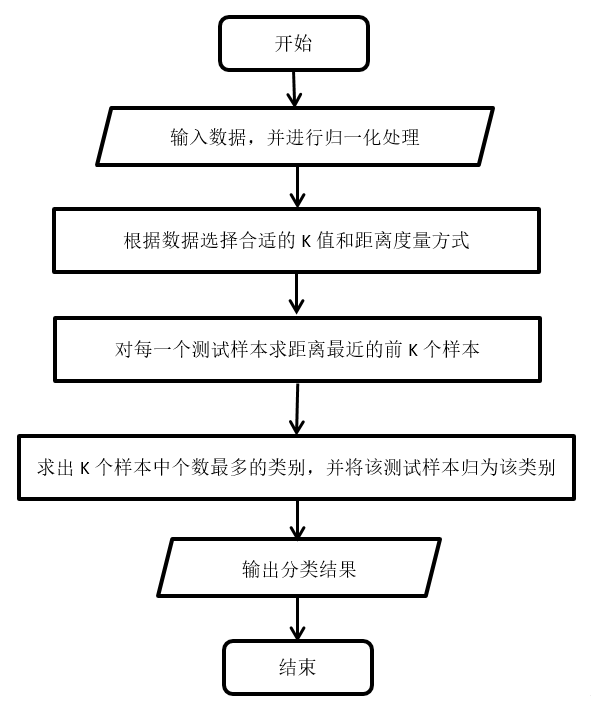 开始
输入数据，并进行归一化处理
根据数据选择合适的 K 值和距离度量方式
对每一个测试样本求距离最近的前 K 个样本
求出 K 个样本中个数最多的类别，并将该测试样本归为该类别
输出分类结果
结束